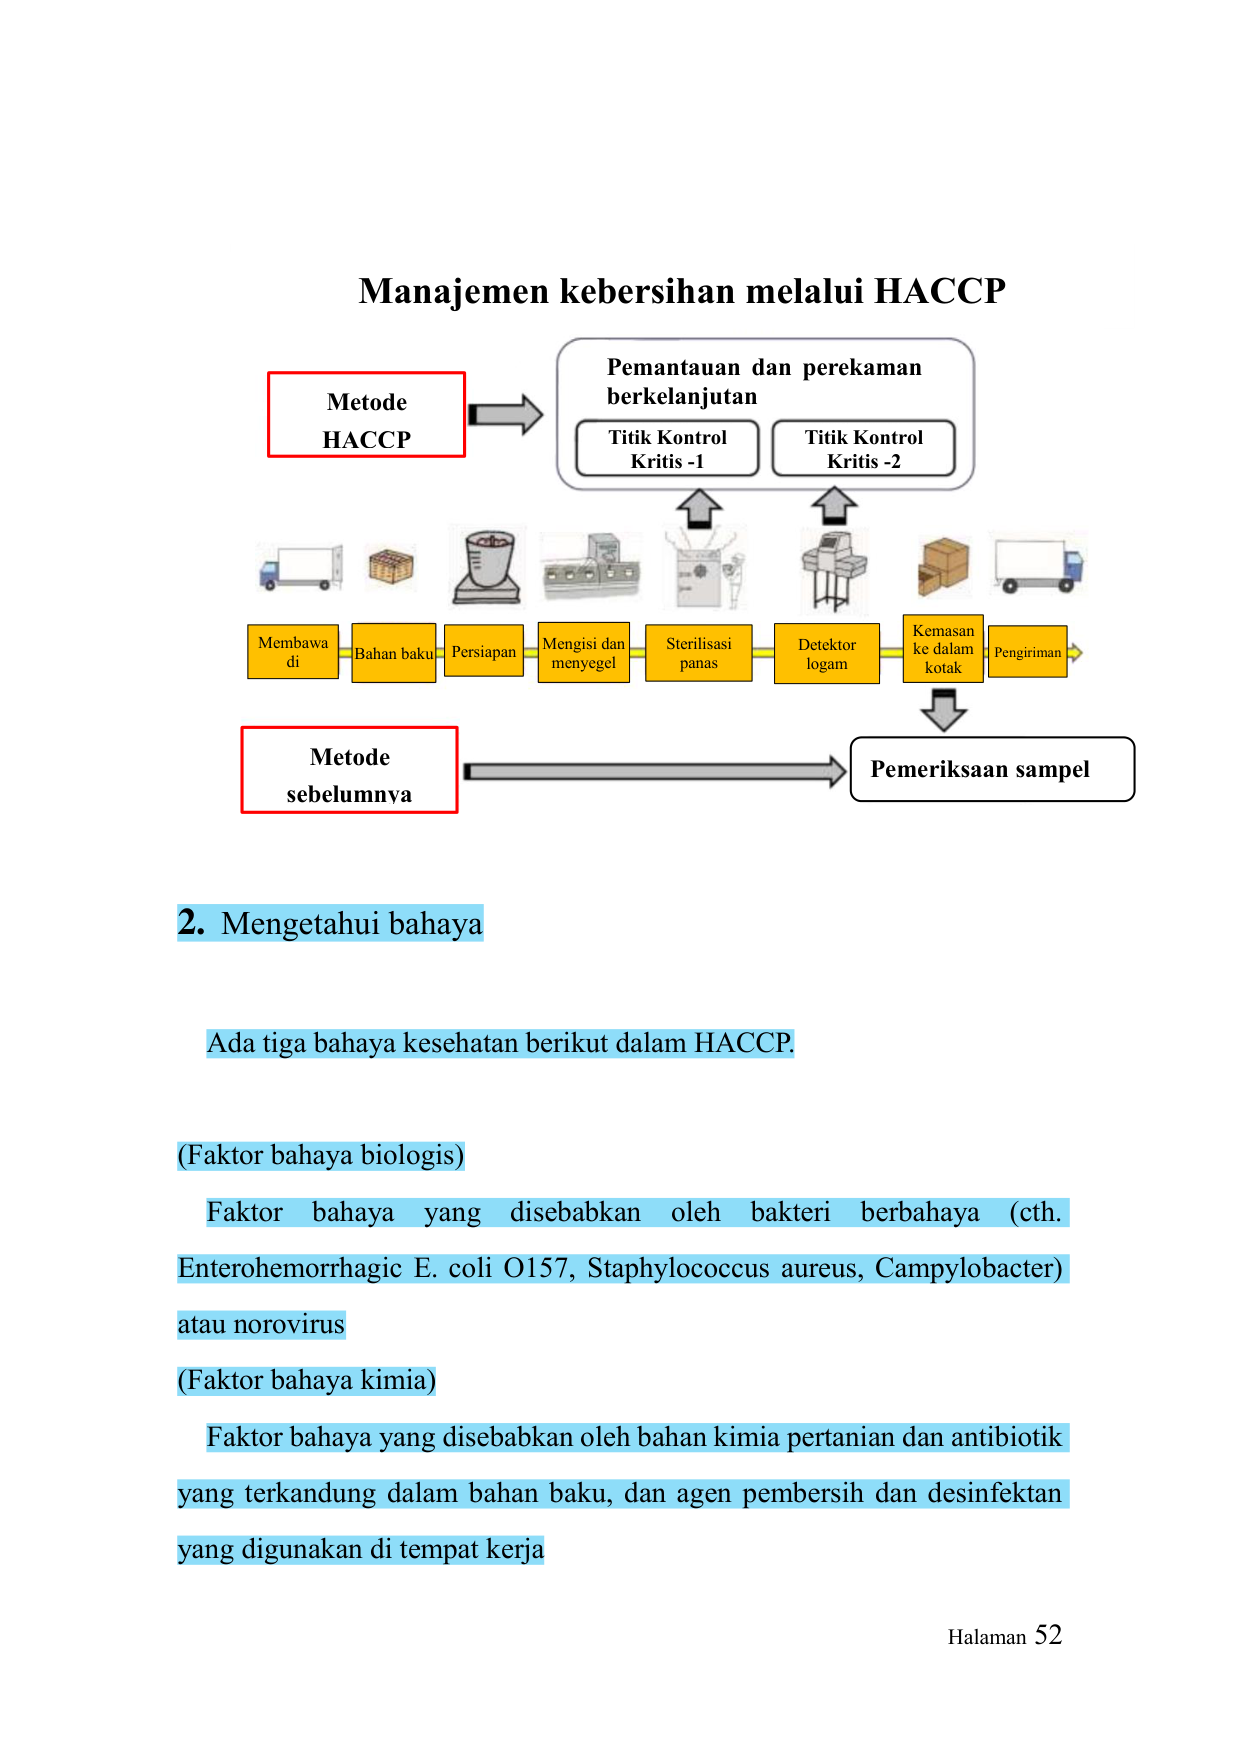 Manajemen kebersihan melalui HACCP
Metode
HACCP
Pemantauan dan perekaman
berkelanjutan
Titik Kontrol
Kritis -1
Titik Kontrol
Kritis -2
Membawa
di
Bahan baku
Persiapan
Mengisi dan
menyegel
Sterilisasi
panas
Detektor
logam
Kemasan
ke dalam
kotak
Pengiriman
Metode
sebelumnya
Pemeriksaan sampel
2. Mengetahui bahaya
Ada tiga bahaya kesehatan berikut dalam HACCP.
(Faktor bahaya biologis)
Faktor bahaya yang disebabkan oleh bakteri berbahaya (cth.
Enterohemorrhagic E. coli O157, Staphylococcus aureus, Campylobacter)
atau norovirus
(Faktor bahaya kimia)
Faktor bahaya yang disebabkan oleh bahan kimia pertanian dan antibiotik
yang terkandung dalam bahan baku, dan agen pembersih dan desinfektan
yang digunakan di tempat kerja
Halaman 52